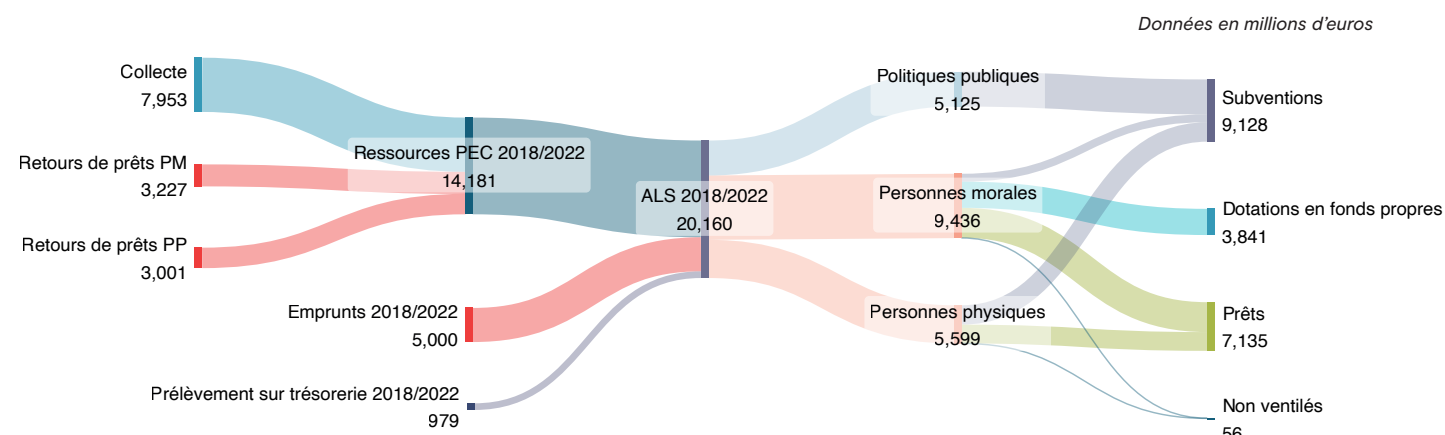 Données en millions d’euros
Collecte
7,953
Retours de prêts PM
3,227
Retours de prêts PP
3,001
Ressources PEC 2018/2022
14,181
Emprunts 2018/2022
5,000
Prélèvement sur trésorerie 2018/2022
979
ALS 2018/2022
20,160
Politiques publiques
5,125
Personnes morales
9,436
Personnes physiques
5,599
Subventions
9,128
Dotations en fonds propres
3,841
Prêts
7,135
Non ventilés
56